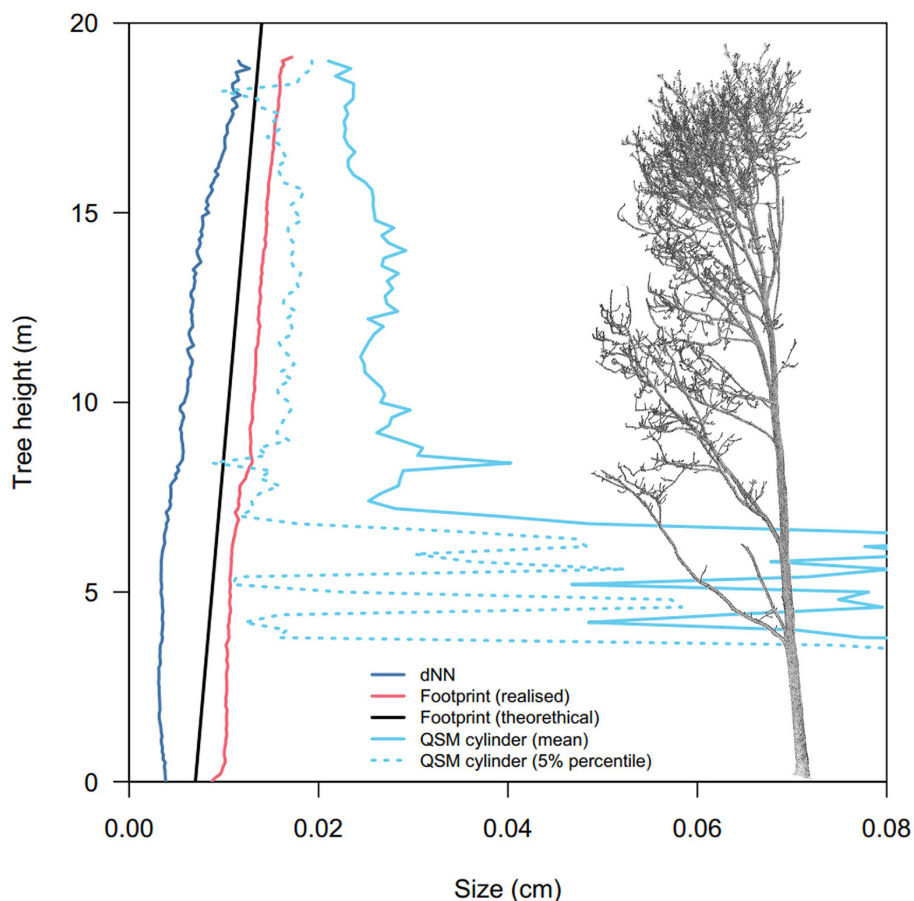 20
15
10
5
0
Tree height (m)
dNN
Footprint (realised)
Footprint (theorethical)
QSM cylinder (mean)
QSM cylinder (5% percentile)
0.00 0.02 0.04 0.06 0.08
Size (cm)